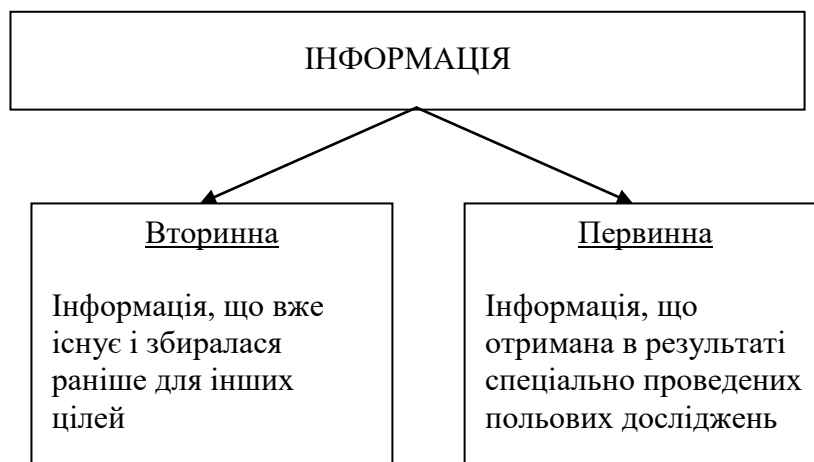 ІНФОРМАЦІЯ
Вторинна
Інформація, що вже
існує і збиралася
раніше для інших
цілей
Первинна
Інформація, що
отримана в результаті
спеціально проведених
польових досліджень